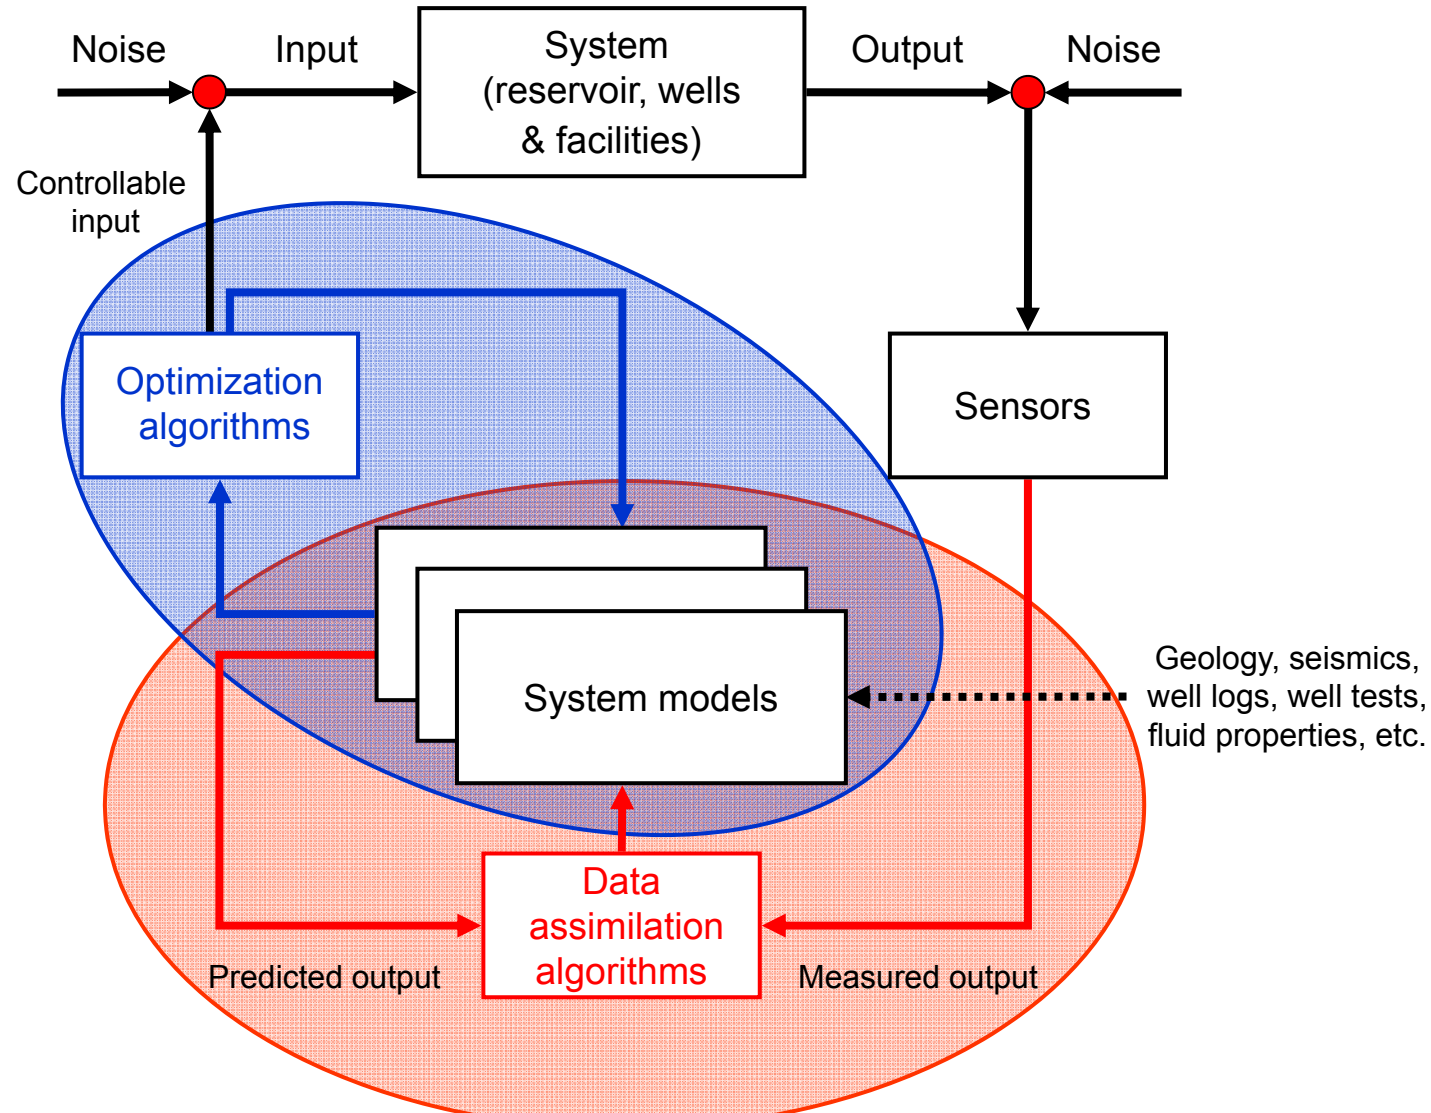 Noise
Input
System
(reservoir, wells
& facilities)
Output
Noise
Controllable
input
Optimization
algorithms
Sensors
System models
Geology, seismics,
well logs, well tests,
fluid properties, etc.
Data
assimilation
algorithms
Predicted output
Measured output